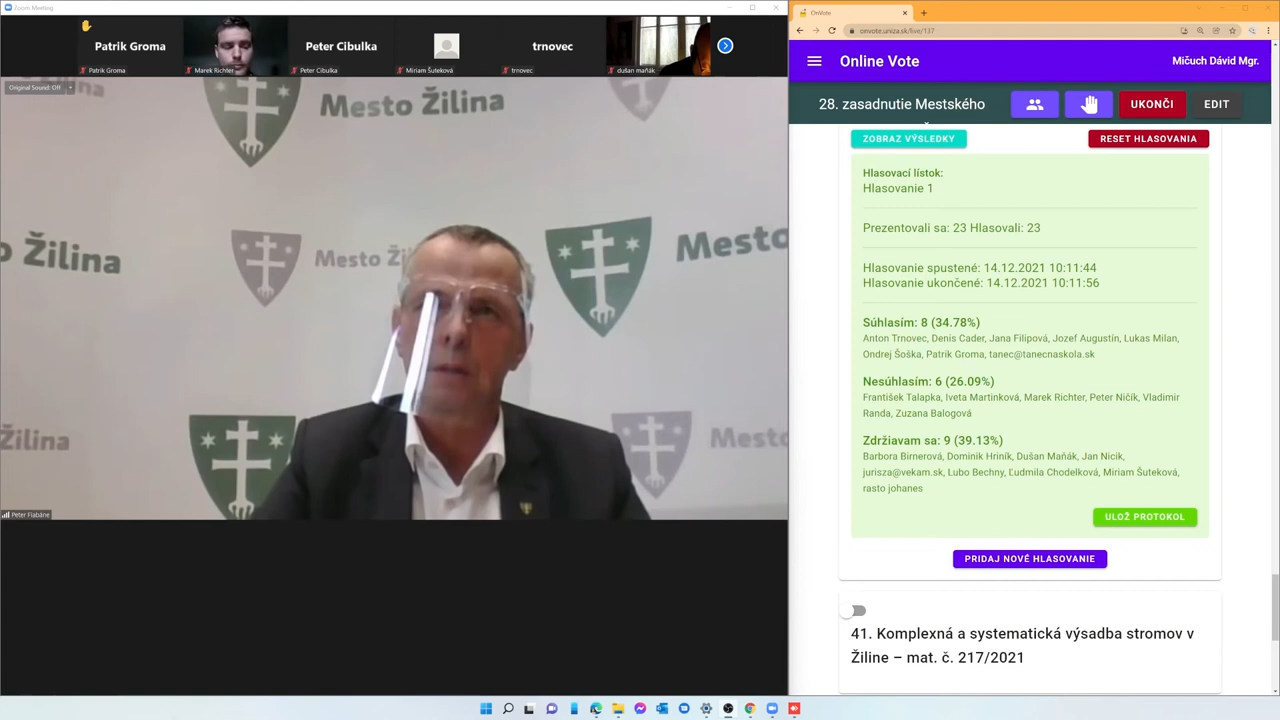 Zoom Meeting
Patrik Groma
Peter Cibulka
trnovec
Patrik Groma
Marek Richter
Peter Cibulka
Miriam Šuteková
trnovec
dušan maňák
Original Sound: Off
Mesto Žilina
Mesto Žilina
Mesto
o Žilina
Žilina
Mesto
Peter Fiabáne
OnVote
onvote.uniza.sk/live/137
Online Vote
Mičuch Dávid Mgr.
28. zasadnutie Mestského
UKONČI
EDIT
ZOBRAZ VÝSLEDKY
RESET HLASOVANIA
Hlasovací lístok:
Hlasovanie 1
Prezentovali sa: 23 Hlasovali: 23
Hlasovanie spustené: 14.12.2021 10:11:44
Hlasovanie ukončené: 14.12.2021 10:11:56
Súhlasím: 8 (34.78%)
Anton Trnovec, Denis Cader, Jana Filipová, Jozef Augustín, Lukas Milan,
Ondrej Šoška, Patrik Groma, tanec@tanecnaskola.sk
Nesúhlasím: 6 (26.09%)
František Talapka, Iveta Martinková, Marek Richter, Peter Ničík, Vladimir
Randa, Zuzana Balogová
Zdržiavam sa: 9 (39.13%)
Barbora Birnerová, Dominik Hriník, Dušan Maňák, Jan Nicik,
jurisza@vekam.sk, Lubo Bechny, Ľudmila Chodelková, Miriam Šuteková,
rasto johanes
ULOŽ PROTOKOL
PRIDAJ NOVÉ HLASOVANIE
41. Komplexná a systematická výsadba stromov v
Žiline – mat. č. 217/2021